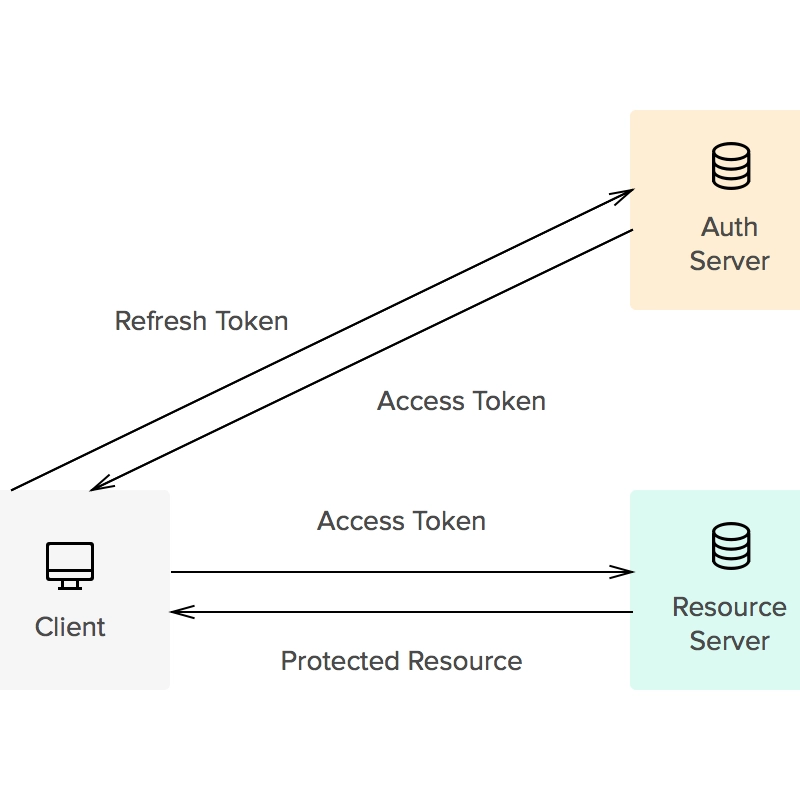 Auth
Server
Refresh Token
Access Token
Access Token
Client
Resource
Server
Protected Resource